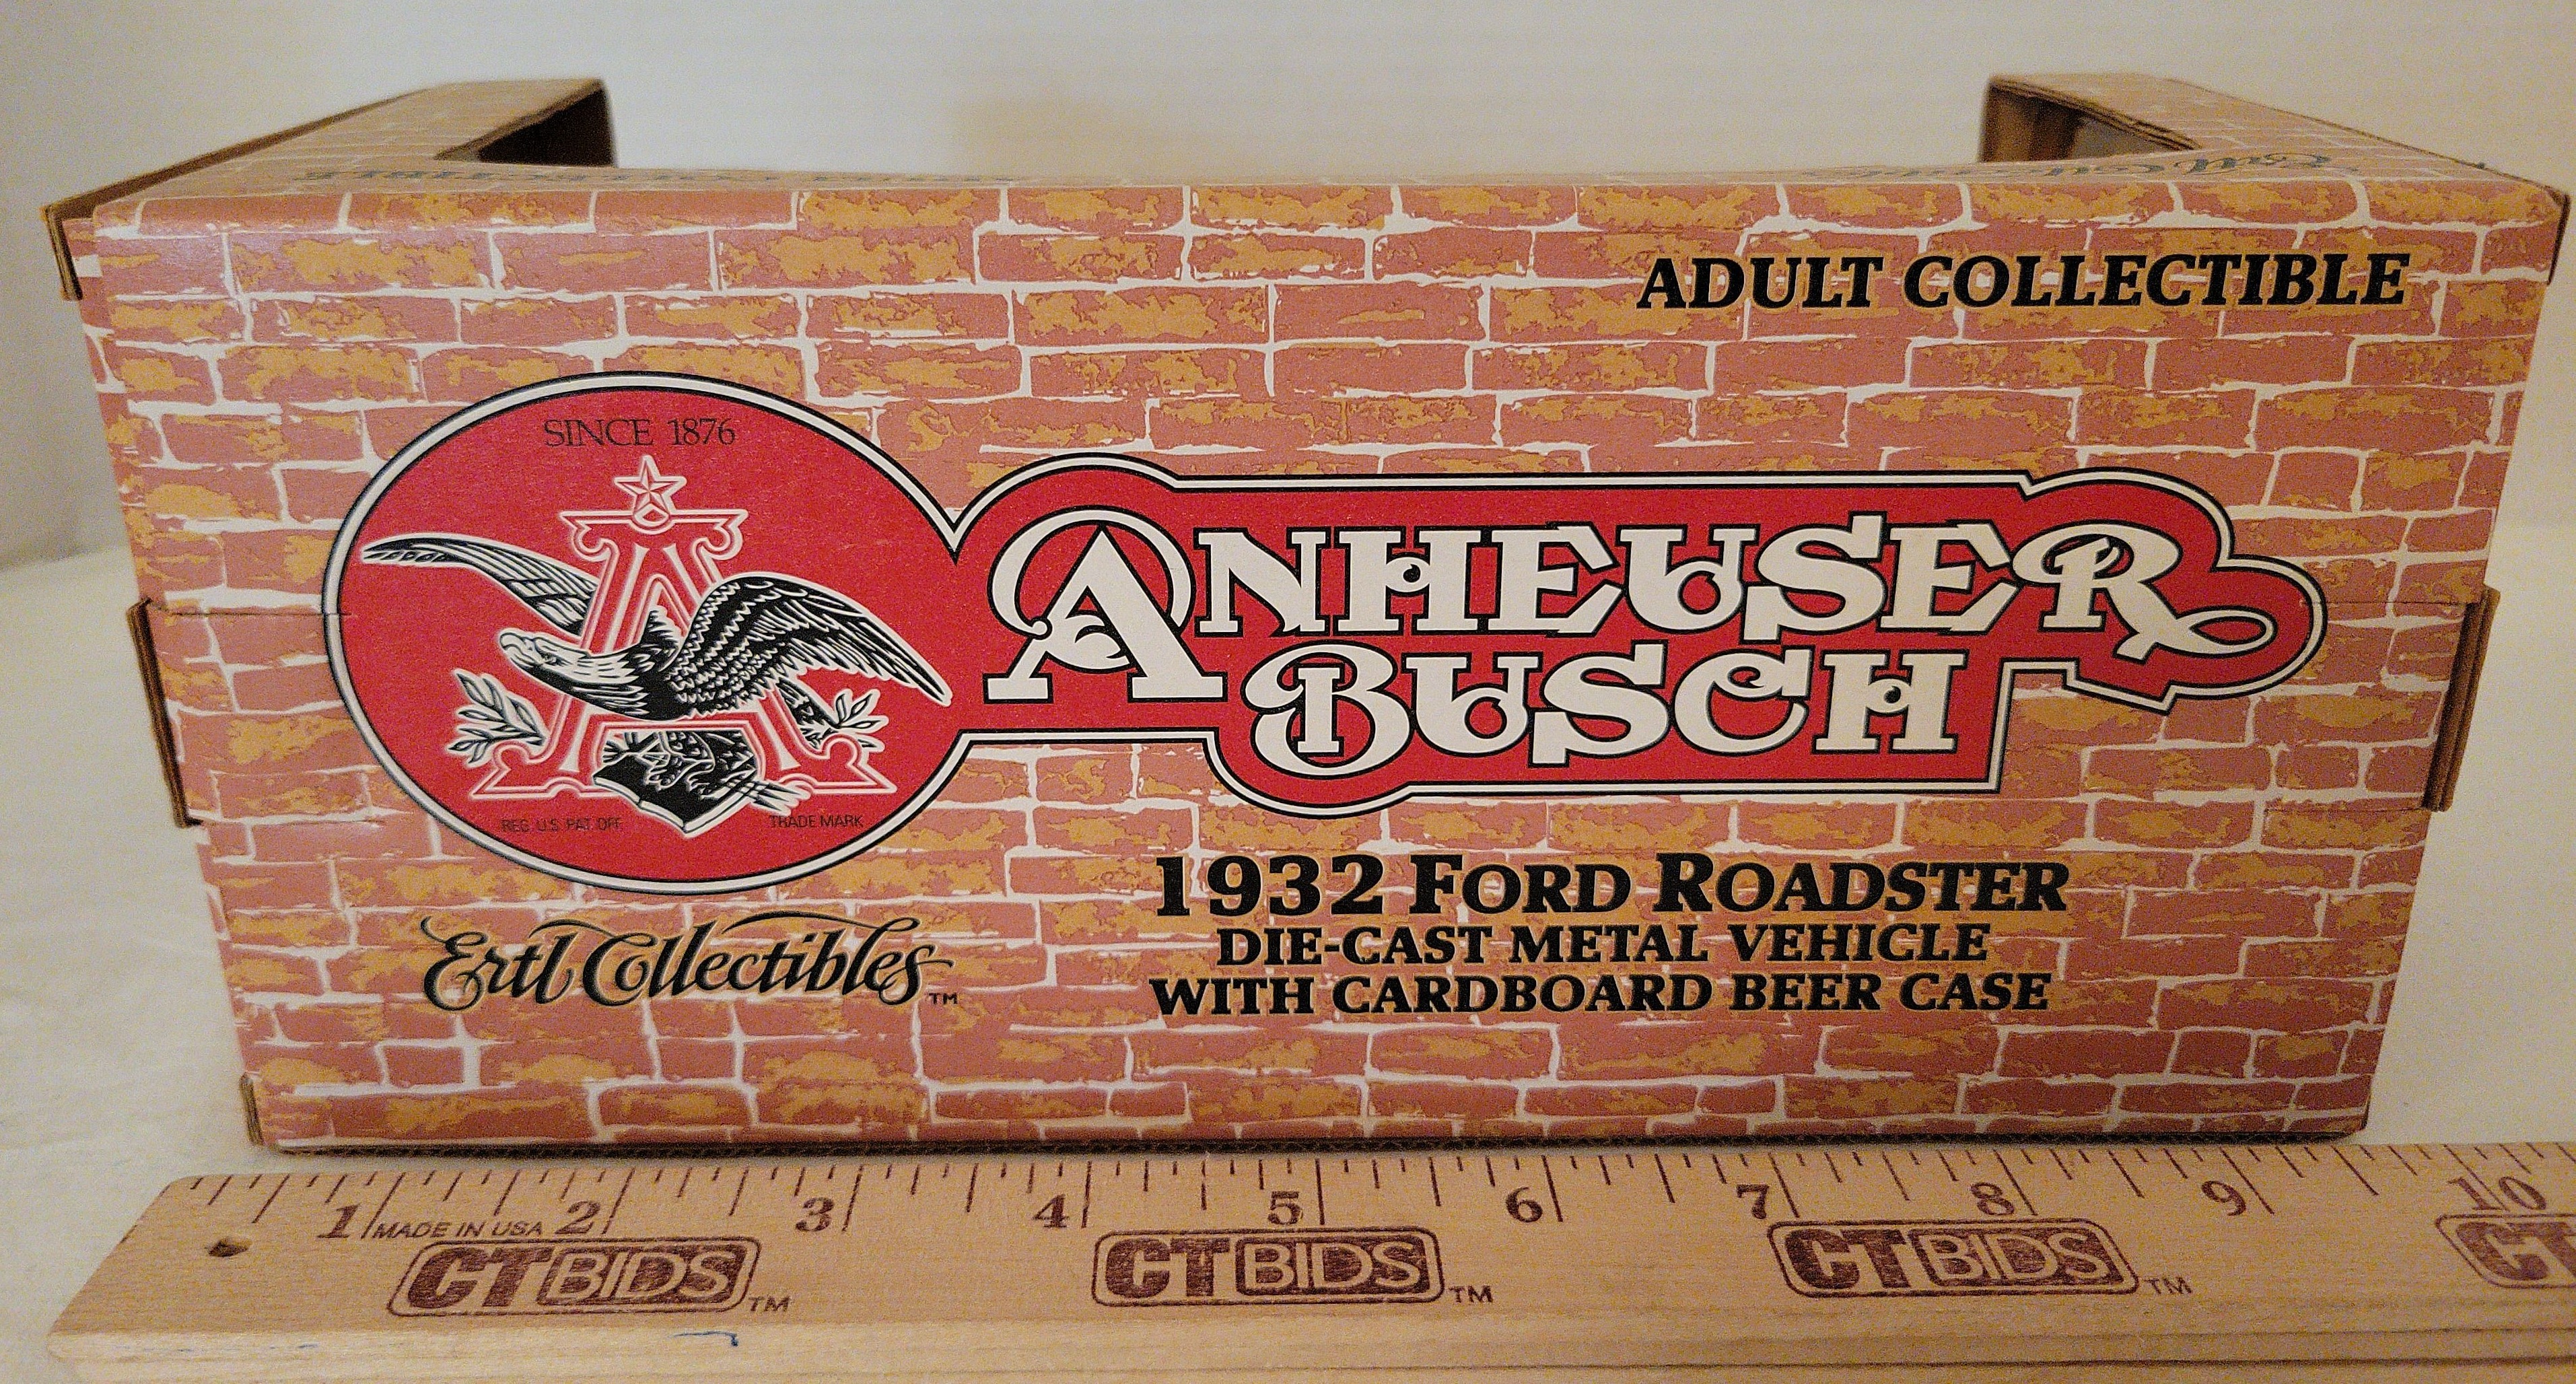 ADULT COLLECTIBLE
SINCE 1876
ANHEUSER
BUSCH
REG. U.S. PAT. OFF.
TRADE MARK
1932 FORD ROADSTER
DIE-CAST METAL VEHICLE
WITH CARDBOARD BEER CASE
Ertl Collectibles™
1 2 3 4 5 6 7 8 9 10
MADE IN USA
CTBIDS™ CTBIDS™ CTBIDS™ CT